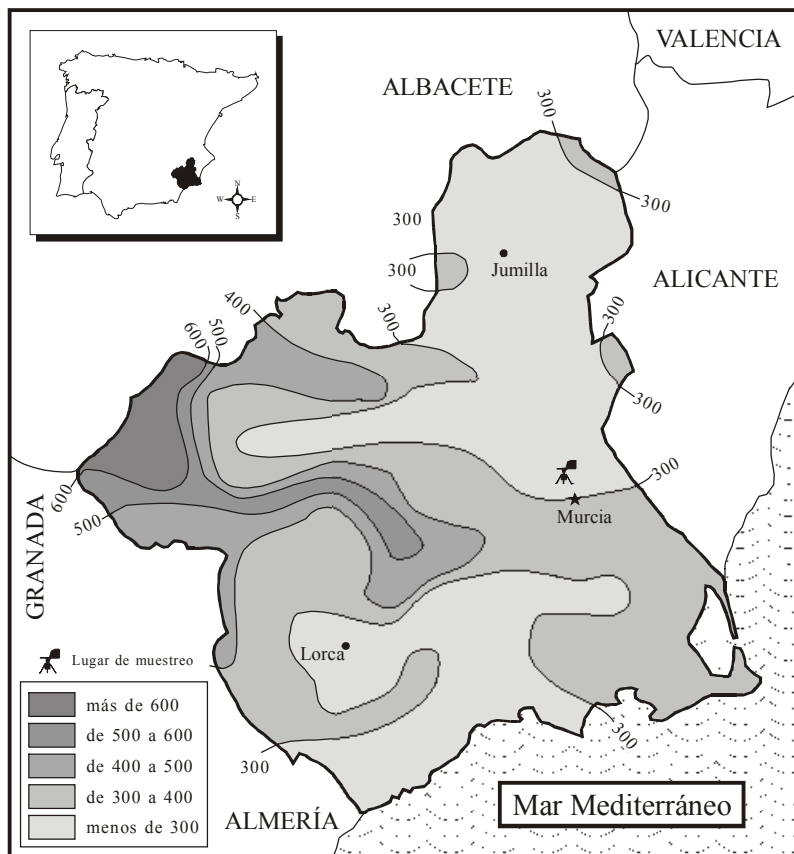 VALENCIA
ALBACETE
300
N
W E
S
300
300
Jumilla
300
ALICANTE
400
300
300
500
600
300
300
600
Murcia
500
GRANADA
Lugar de muestreo
Lorca
más de 600
de 500 a 600
de 400 a 500
de 300 a 400
menos de 300
300
300
ALMERÍA
Mar Mediterráneo